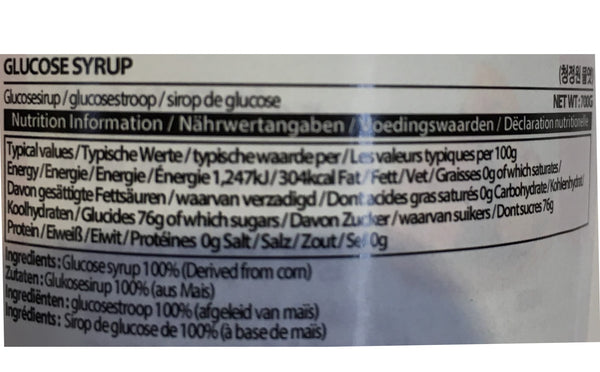 GLUCOSE SYRUP
(청정원 물엿)
Glucosesirup / glucosestroop / sirop de glucose
NET WT : 700G
Nutrition Information / Nährwertangaben / Voedingswaarden / Dèclaration nutritionelle
Typical values / Typische Werte / typische waarde per / Les valeurs typiques per 100g
Energy / Energie / Energie / Énergie 1,247kJ / 304kcal Fat / Fett / Vet / Graisses 0g of which saturates /
Davon gesättigte Fettsäuren / waarvan verzadigd / Dont acides gras saturés 0g Carbohydrate / Kohlenhydrat /
Koolhydraten / Glucides 76g of which sugars / Davon Zucker / waarvan suikers / Dont sucres 76g
Protein / Eiweiß / Eiwit / Protéines 0g Salt / Salz / Zout / Sel 0g
Ingredients : Glucose syrup 100% (Derived from corn)
Zutaten : Glukosesirup 100% (aus Mais)
Ingrediënten : glucosestroop 100% (afgeleid van maïs)
Ingrédients : Sirop de glucose de 100% (à base de maïs)